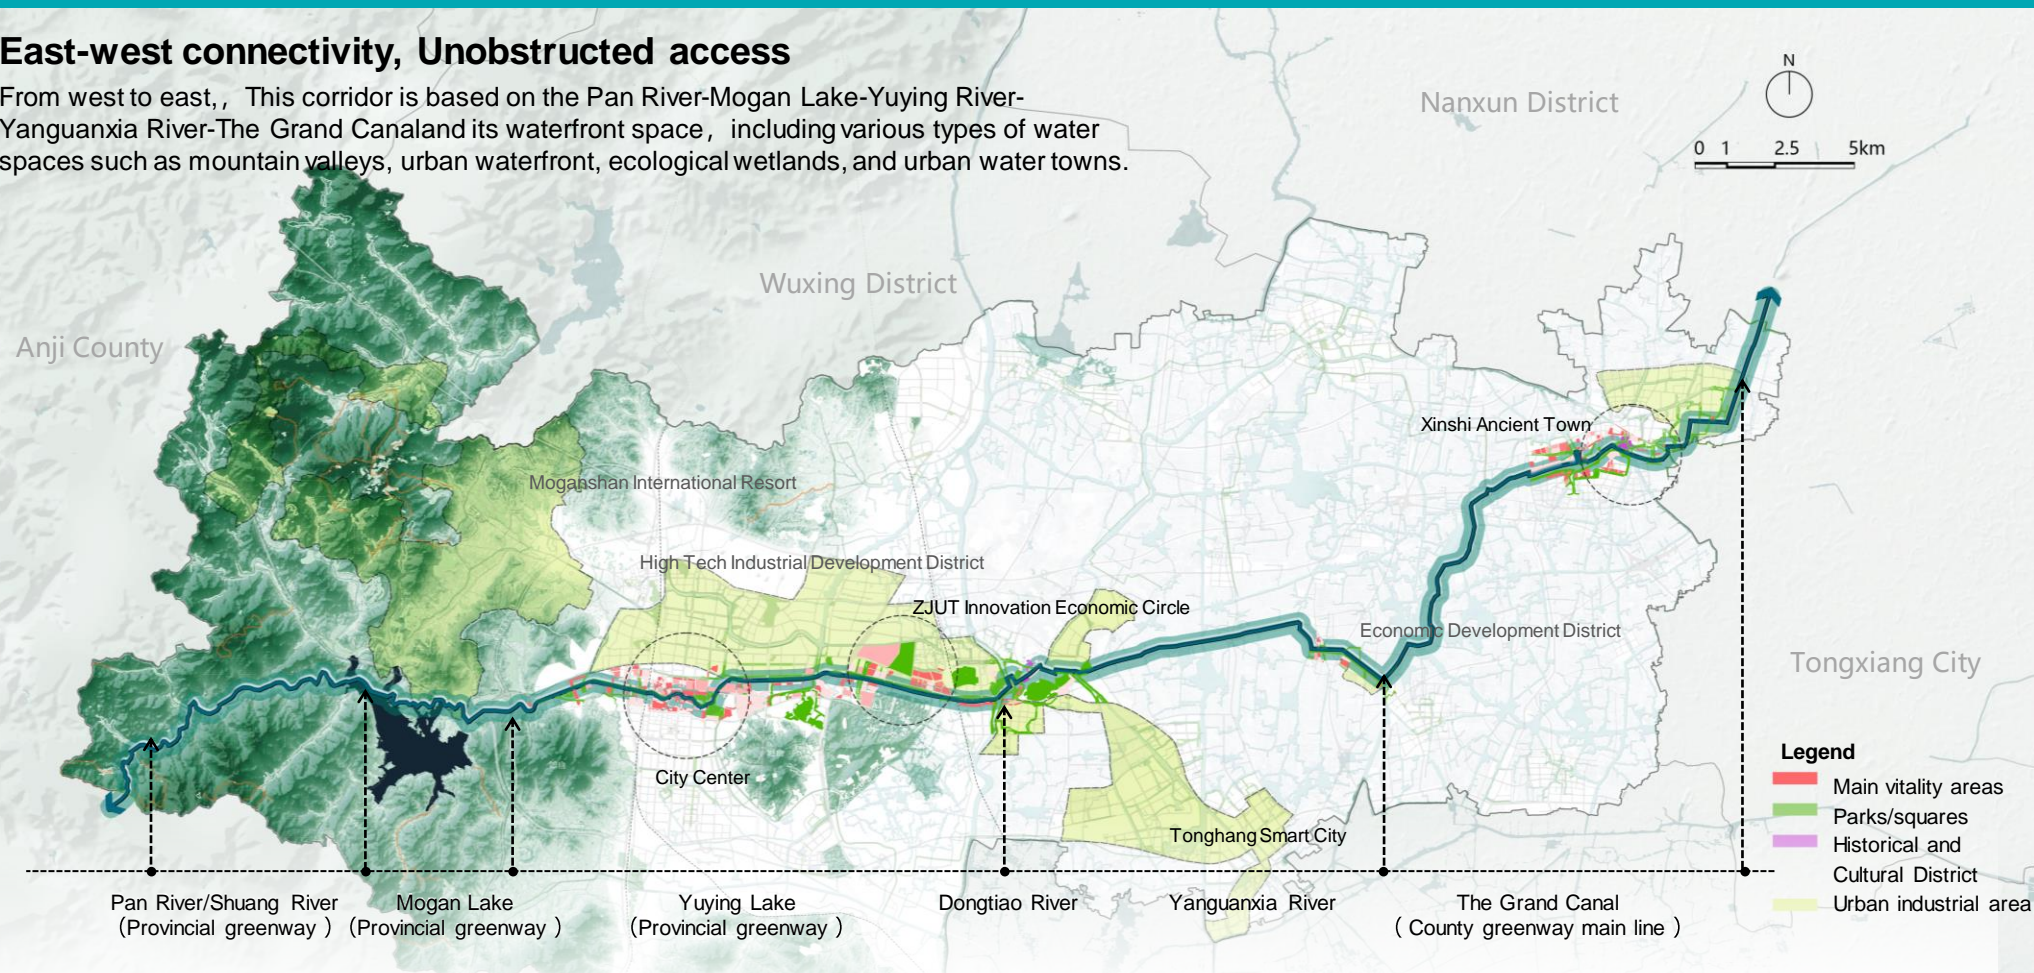 East-west connectivity, Unobstructed access
From west to east,, This corridor is based on the Pan River-Mogan Lake-Yuying River-
Yanguanxia River-The Grand Canaland its waterfront space, including various types of water
spaces such as mountain valleys, urban waterfront, ecological wetlands, and urban water towns.
N
0 1 2.5 5km
Nanxun District
Wuxing District
Anji County
Xinshi Ancient Town
Moganshan International Resort
High Tech Industrial Development District
ZJUT Innovation Economic Circle
Economic Development District
Tongxiang City
City Center
Tonghang Smart City
Legend
Main vitality areas
Parks/squares
Historical and
Cultural District
Urban industrial area
Pan River/Shuang River
(Provincial greenway )
Mogan Lake
(Provincial greenway )
Yuying Lake
(Provincial greenway )
Dongtiao River
Yanguanxia River
The Grand Canal
( County greenway main line )